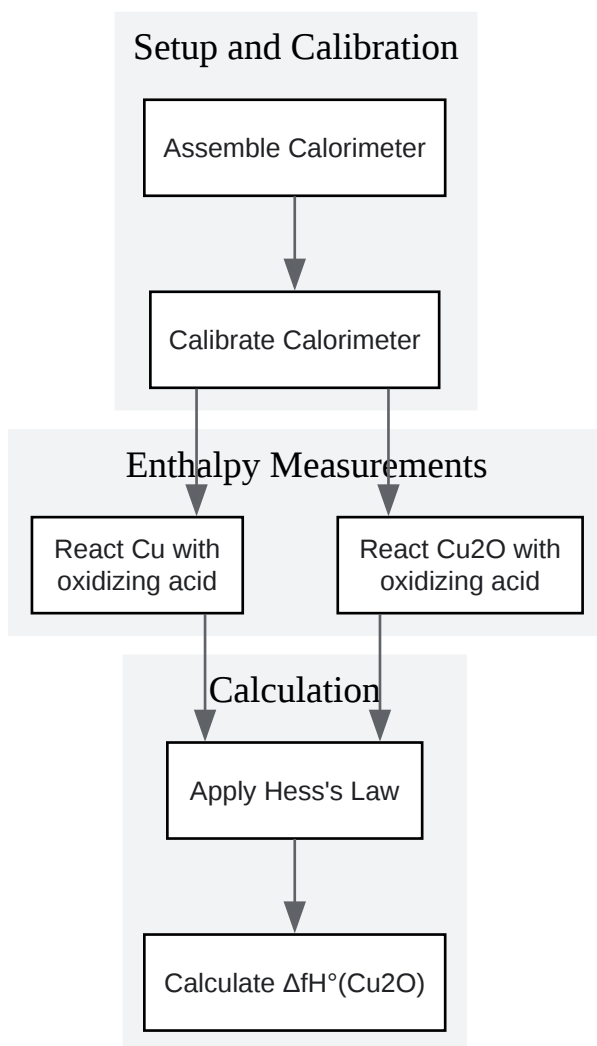 Setup and Calibration
Assemble Calorimeter
Calibrate Calorimeter
Enthalpy Measurements
React Cu with
oxidizing acid
React Cu2O with
oxidizing acid
Calculation
Apply Hess's Law
Calculate ΔfH°(Cu2O)